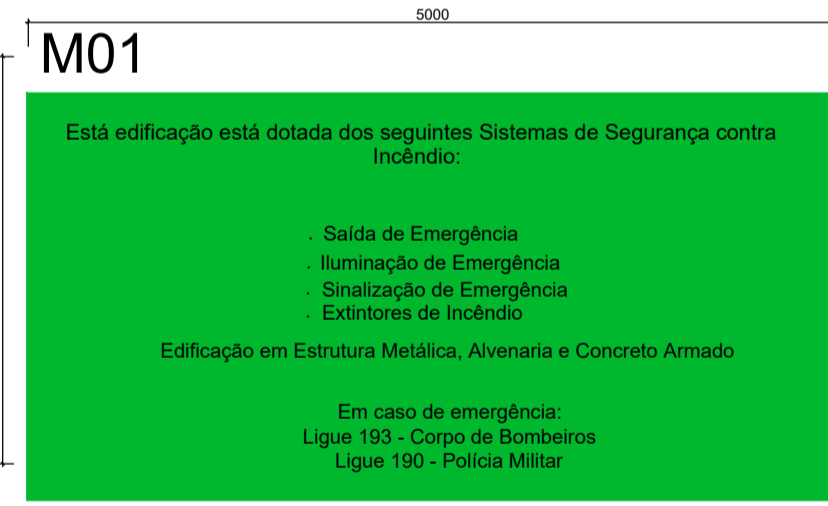 5000
M01
Está edificação está dotada dos seguintes Sistemas de Segurança contra
Incêndio:
. Saída de Emergência
. Iluminação de Emergência
. Sinalização de Emergência
. Extintores de Incêndio
Edificação em Estrutura Metálica, Alvenaria e Concreto Armado
Em caso de emergência:
Ligue 193 - Corpo de Bombeiros
Ligue 190 - Polícia Militar